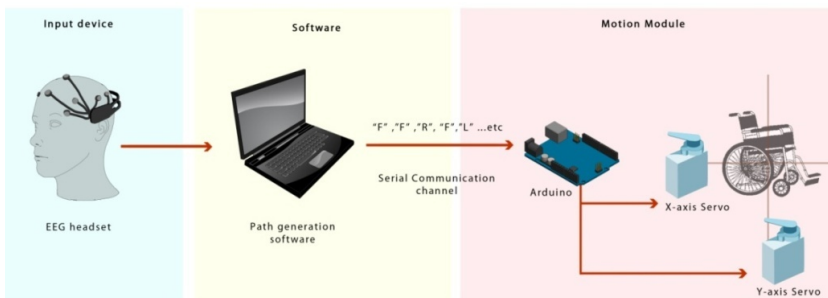 Input device
Software
Motion Module
"F" ,"F" ,"R", "F","L" ...etc
Serial Communication
channel
Arduino
X-axis Servo
EEG headset
Path generation
software
Y-axis Servo